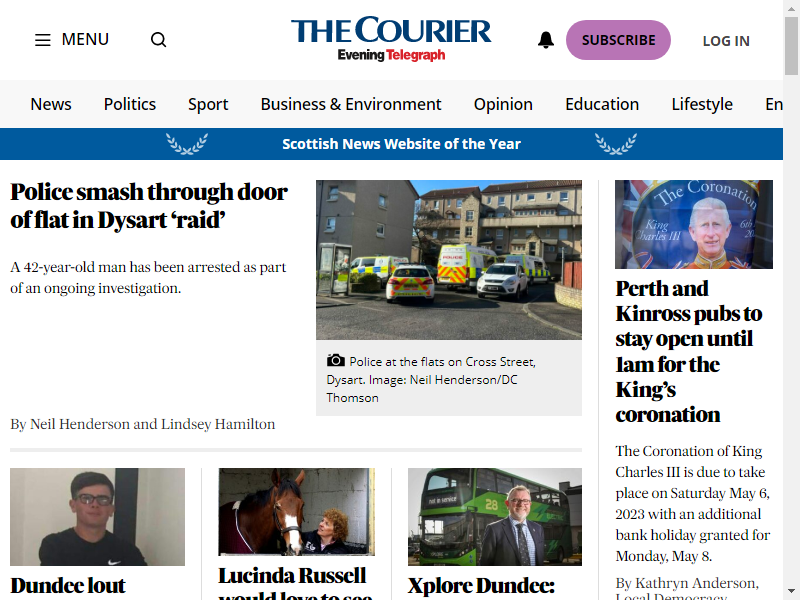 MENU
THE COURIER
Evening Telegraph
SUBSCRIBE
LOG IN
News
Politics
Sport
Business & Environment
Opinion
Education
Lifestyle
En
Scottish News Website of the Year
Police smash through door
of flat in Dysart ‘raid’
A 42-year-old man has been arrested as part
of an ongoing investigation.
By Neil Henderson and Lindsey Hamilton
POLICE
Police at the flats on Cross Street,
Dysart. Image: Neil Henderson/DC
Thomson
The Coronation
King
Charles III
6th
Perth and
Kinross pubs to
stay open until
1am for the
King’s
coronation
The Coronation of King
Charles III is due to take
place on Saturday May 6,
2023 with an additional
bank holiday granted for
Monday, May 8.
By Kathryn Anderson,
Local Democracy
Dundee lout
Lucinda Russell
would love to see
28
Xplore Dundee: